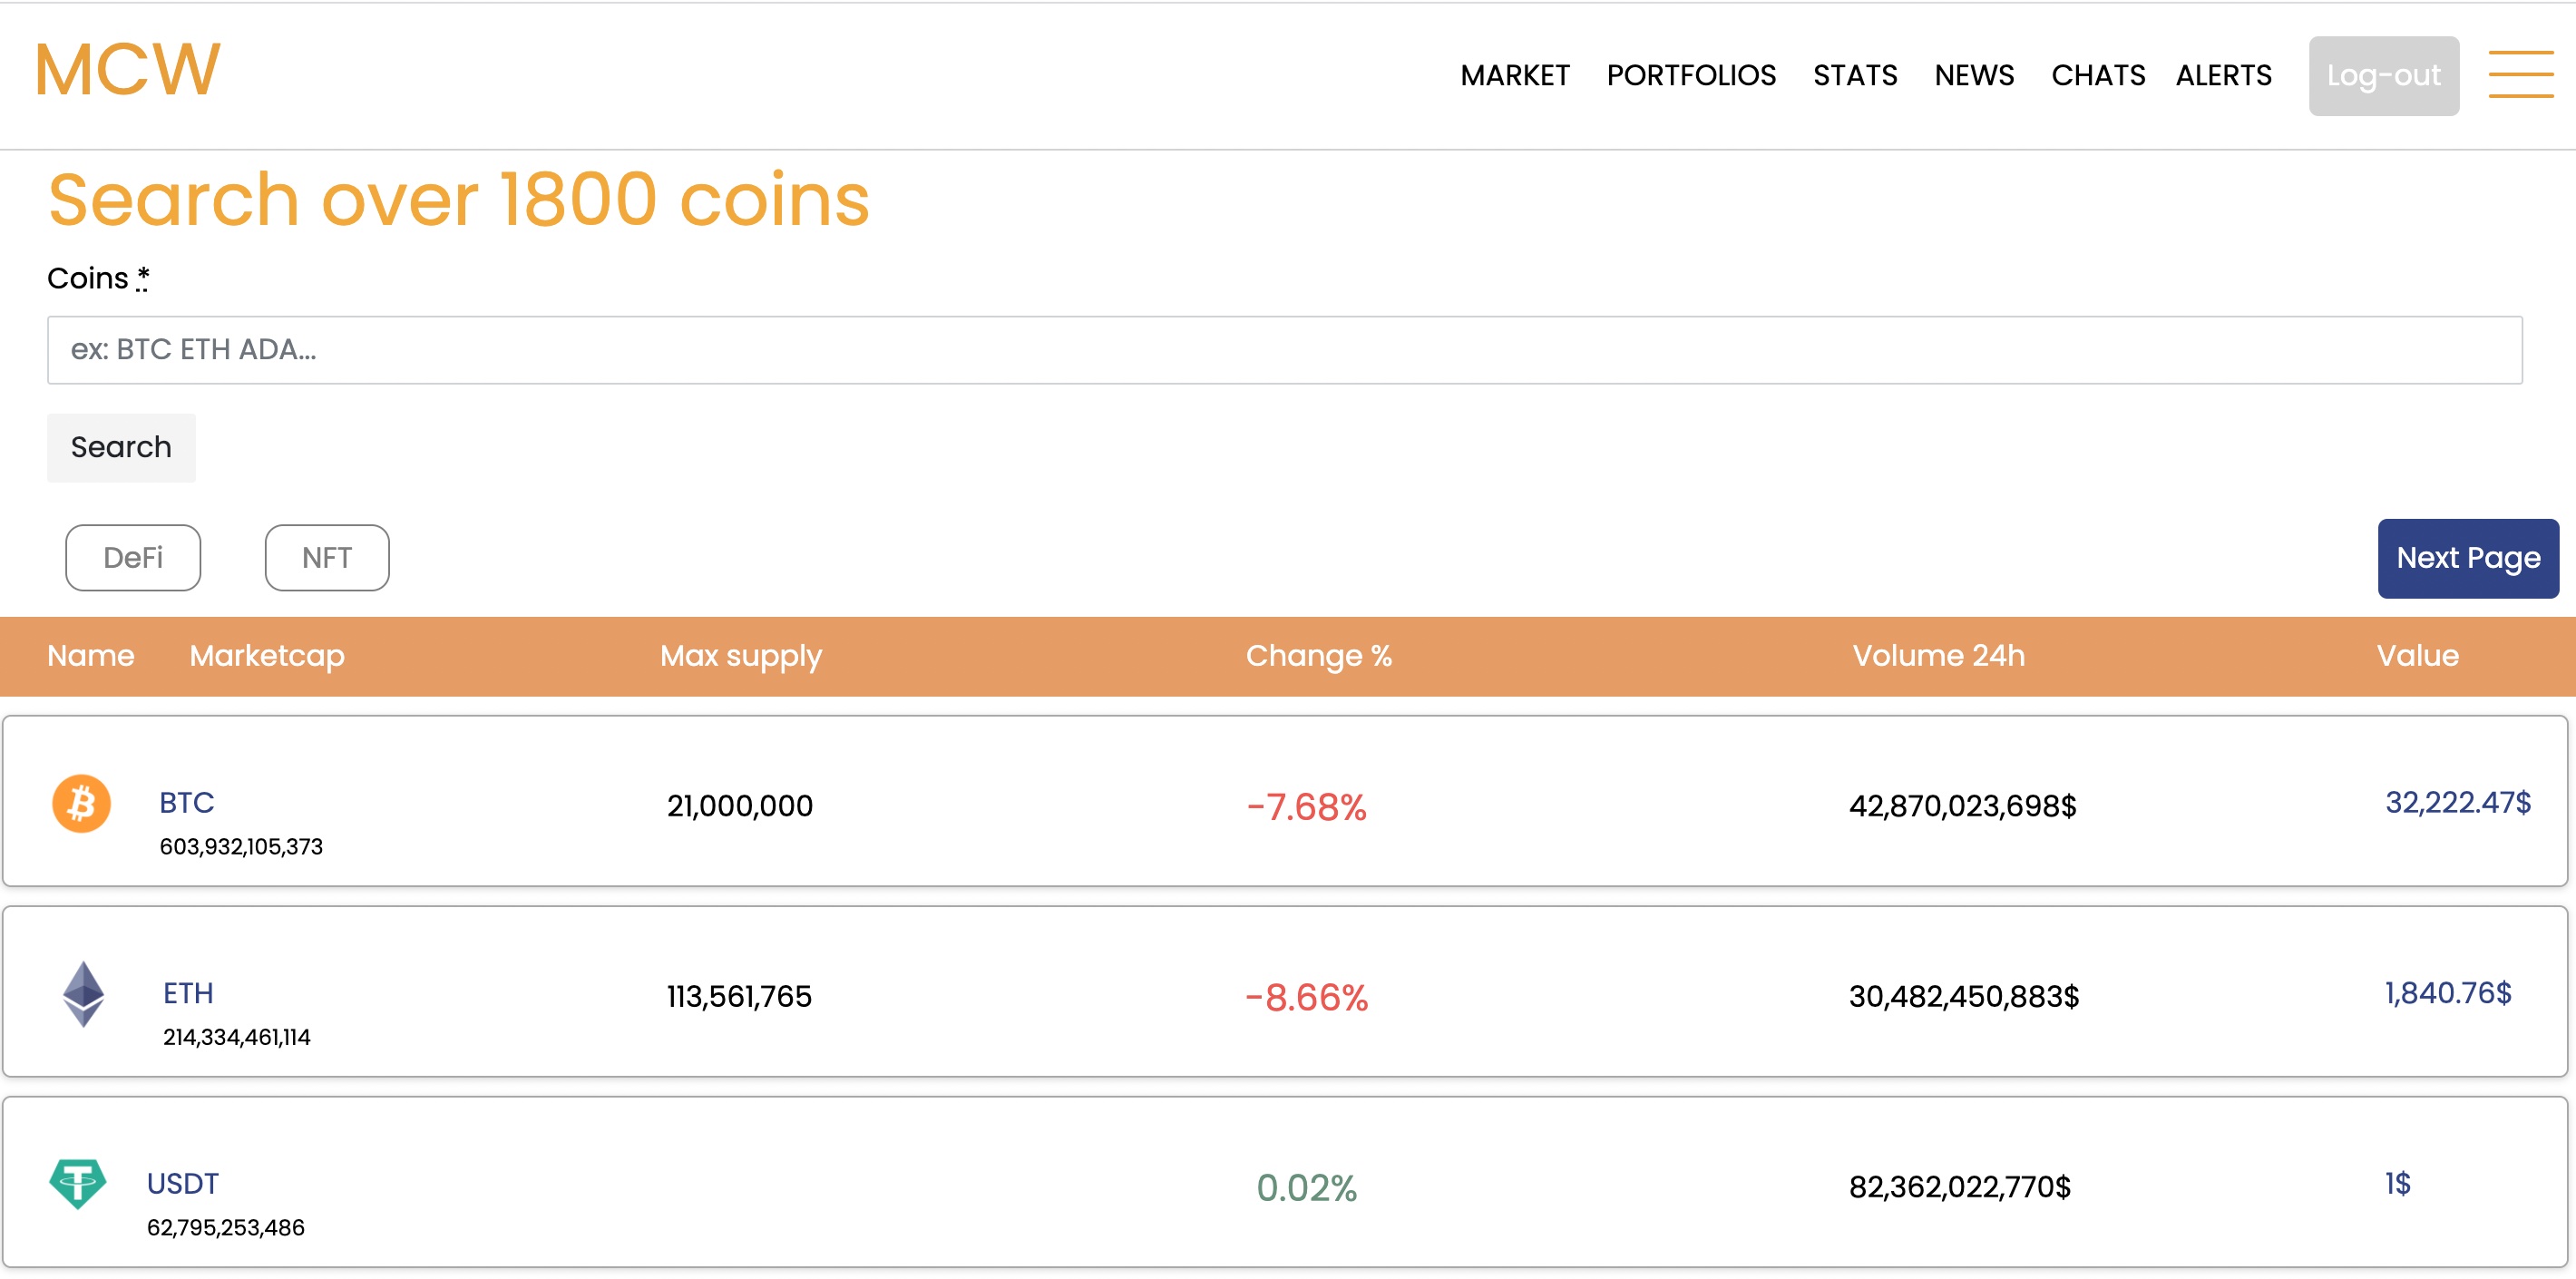 MCW MARKET PORTFOLIOS STATS NEWS CHATS ALERTS Log-out
Search over 1800 coins
Coins *
ex: BTC ETH ADA...
Search
DeFi NFT Next Page
Name Marketcap Max supply Change % Volume 24h Value
BTC 21,000,000 -7.68% 42,870,023,698$ 32,222.47$
603,932,105,373
ETH 113,561,765 -8.66% 30,482,450,883$ 1,840.76$
214,334,461,114
USDT 0.02% 82,362,022,770$ 1$
62,795,253,486